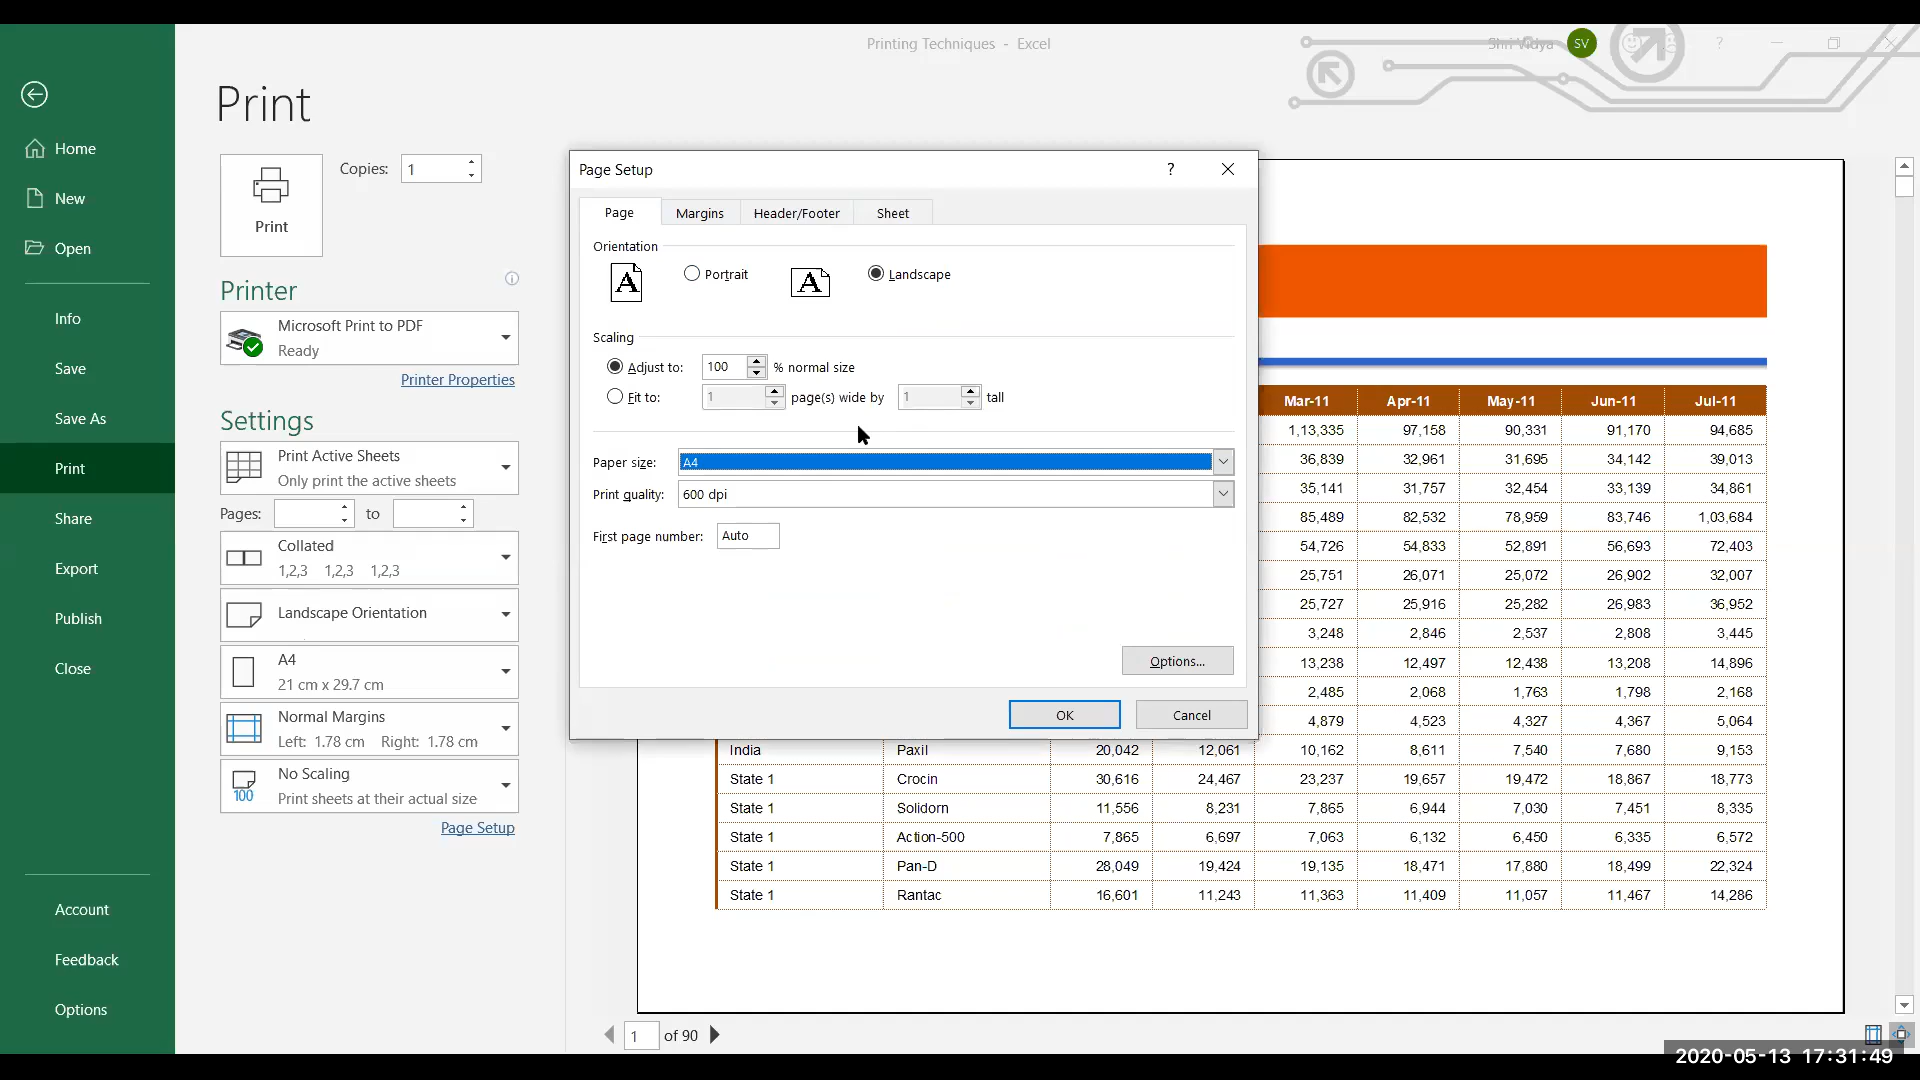 Printing Techniques - Excel
Shri Vidya
SV
?
Print
Home
New
Open
Info
Save
Save As
Print
Share
Export
Publish
Close
Account
Feedback
Options
Print
Copies:
1
Printer
Microsoft Print to PDF
Ready
Printer Properties
Settings
Print Active Sheets
Only print the active sheets
Pages:
to
Collated
1,2,3 1,2,3 1,2,3
Landscape Orientation
A4
21 cm x 29.7 cm
Normal Margins
Left: 1.78 cm Right: 1.78 cm
No Scaling
Print sheets at their actual size
100
Page Setup
Page Setup
?
Page
Margins
Header/Footer
Sheet
Orientation
A
Portrait
A
Landscape
Scaling
Adjust to:
100
% normal size
Fit to:
1
page(s) wide by
1
tall
Paper size:
A4
Print quality:
600 dpi
First page number:
Auto
Options...
OK
Cancel
Mar-11 Apr-11 May-11 Jun-11 Jul-11
1,13,335 97,158 90,331 91,170 94,685
36,839 32,961 31,695 34,142 39,013
35,141 31,757 32,454 33,139 34,861
85,489 82,532 78,959 83,746 1,03,684
54,726 54,833 52,891 56,693 72,403
25,751 26,071 25,072 26,902 32,007
25,727 25,916 25,282 26,983 36,952
3,248 2,846 2,537 2,808 3,445
13,238 12,497 12,438 13,208 14,896
2,485 2,068 1,763 1,798 2,168
4,879 4,523 4,327 4,367 5,064
India Paxil 20,042 12,061 10,162 8,611 7,540 7,680 9,153
State 1 Crocin 30,616 24,467 23,237 19,657 19,472 18,867 18,773
State 1 Solidorn 11,556 8,231 7,865 6,944 7,030 7,451 8,335
State 1 Action-500 7,865 6,697 7,063 6,132 6,450 6,335 6,572
State 1 Pan-D 28,049 19,424 19,135 18,471 17,880 18,499 22,324
State 1 Rantac 16,601 11,243 11,363 11,409 11,057 11,467 14,286
1
of 90
2020-05-13 17:31:49